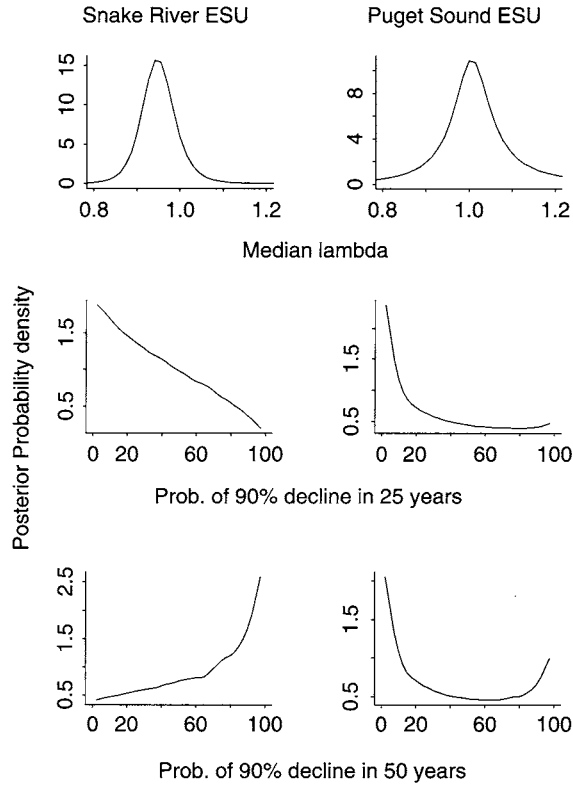 Snake River ESU
Puget Sound ESU
15
10
5
0
0.8 1.0 1.2
8
4
0
0.8 1.0 1.2
Median lambda
Posterior Probability density
1.5
0.5
0 20 60 100
1.5
0.5
0 20 60 100
Prob. of 90% decline in 25 years
2.5
1.5
0.5
0 20 60 100
1.5
0.5
0 20 60 100
Prob. of 90% decline in 50 years